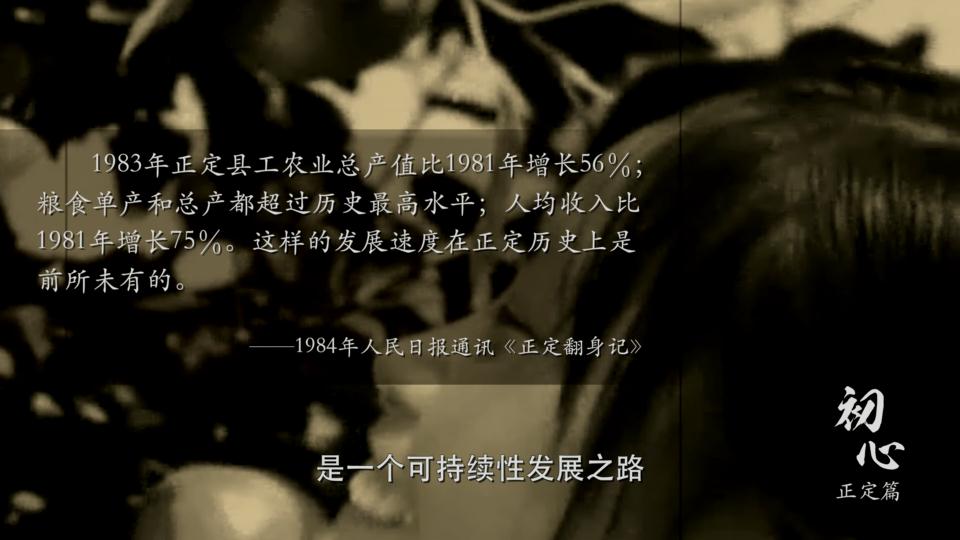 1983年正定县工农业总产值比1981年增长56%；
粮食单产和总产都超过历史最高水平；人均收入比
1981年增长75%。这样的发展速度在正定历史上是
前所未有的。
——1984年人民日报通讯《正定翻身记》
初心
正定篇
是一个可持续性发展之路